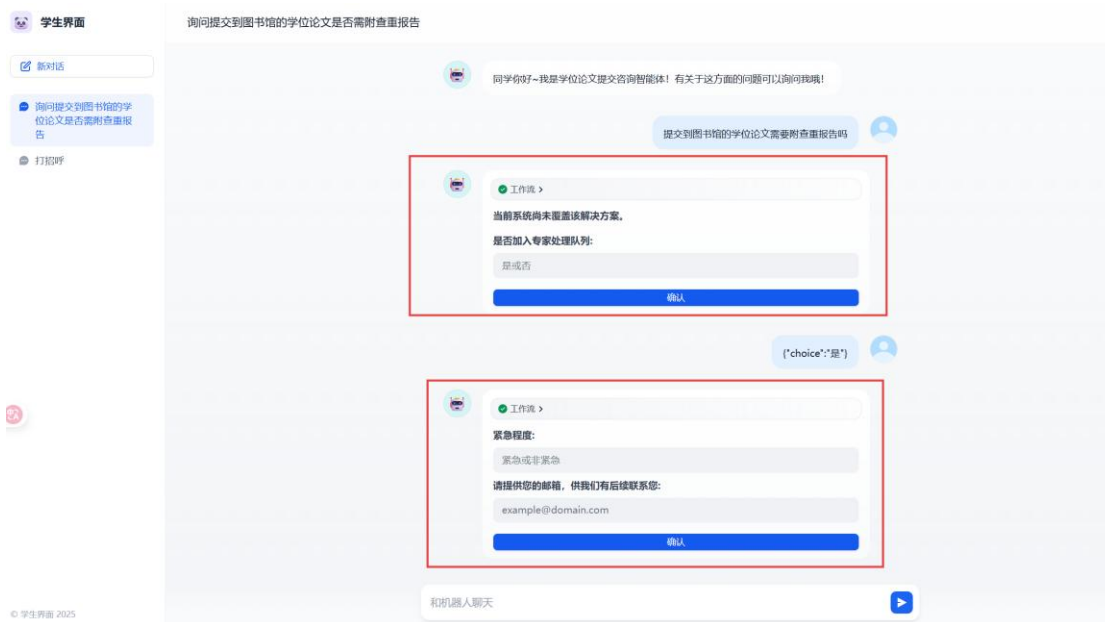 学生界面
询问提交到图书馆的学位论文是否需附查重报告
新对话
询问提交到图书馆的学
位论文是否需附查重报
告
打招呼
同学你好~我是学位论文提交咨询智能体！有关于这方面的问题可以询问我哦！
提交到图书馆的学位论文需要附查重报告吗
工作流 >
当前系统尚未覆盖该解决方案。
是否加入专家处理队列:
是或否
确认
{"choice":"是"}
工作流 >
紧急程度:
紧急或非紧急
请提供您的邮箱，供我们有后续联系您:
example@domain.com
确认
和机器人聊天
© 学生界面 2025